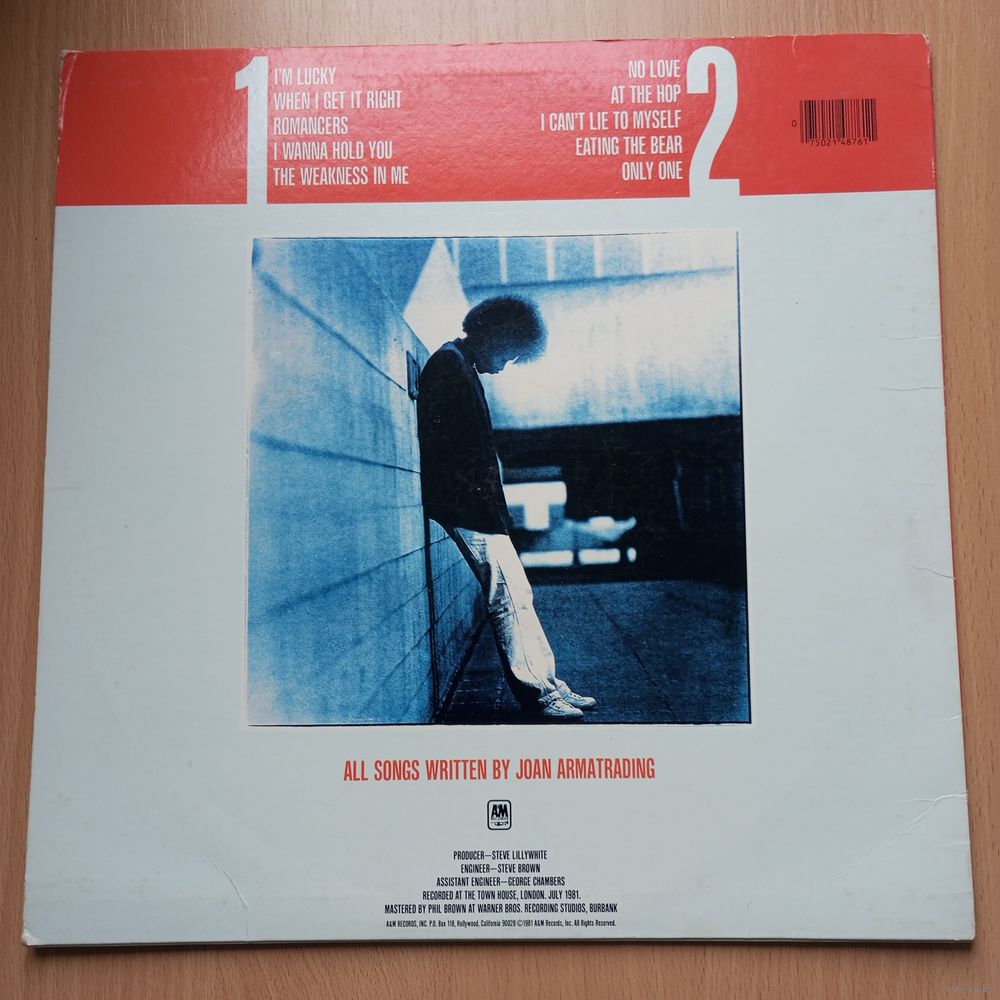 1
I'M LUCKY
WHEN I GET IT RIGHT
ROMANCERS
I WANNA HOLD YOU
THE WEAKNESS IN ME
2
NO LOVE
AT THE HOP
I CAN'T LIE TO MYSELF
EATING THE BEAR
ONLY ONE
0 75021 48761
ALL SONGS WRITTEN BY JOAN ARMATRADING
A&M
RECORDS
PRODUCER—STEVE LILLYWHITE
ENGINEER—STEVE BROWN
ASSISTANT ENGINEER—GEORGE CHAMBERS
RECORDED AT THE TOWN HOUSE, LONDON. JULY 1981.
MASTERED BY PHIL BROWN AT WARNER BROS. RECORDING STUDIOS, BURBANK
A&M RECORDS, INC. P.O. Box 118, Hollywood, California 90028 ©1981 A&M Records, Inc. All Rights Reserved.